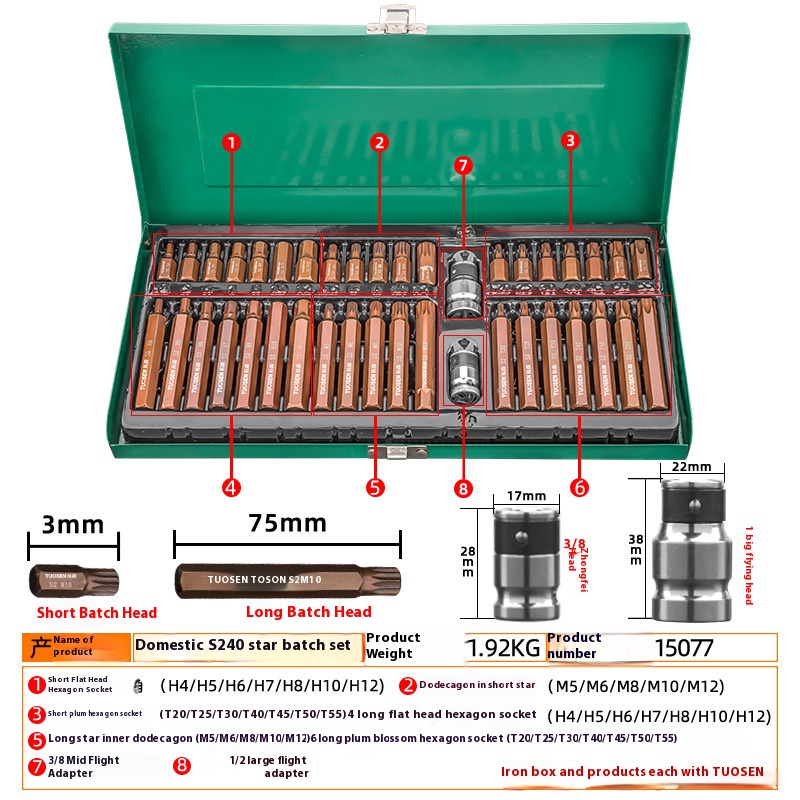 1
2
3
7
4
5
8
6
3mm
75mm
TUOSEN
S2 M10
TUOSEN TOSON S2M10
Short Batch Head
Long Batch Head
17mm
28mm
3/8 Zhongfei Head
22mm
38mm
1 big flying head
产 Name of product
Domestic S240 star batch set
Product Weight
1.92KG
Product number
15077
1 Short Flat Head Hexagon Socket (H4/H5/H6/H7/H8/H10/H12) 2 Dodecagon in short star (M5/M6/M8/M10/M12)
3 Short plum hexagon socket (T20/T25/T30/T40/T45/T50/T55)4 long flat head hexagon socket (H4/H5/H6/H7/H8/H10/H12)
5 Long star inner dodecagon (M5/M6/M8/M10/M12)6 long plum blossom hexagon socket (T20/T25/T30/T40/T45/T50/T55)
7 3/8 Mid Flight Adapter
8 1/2 large flight adapter
Iron box and products each with TUOSEN